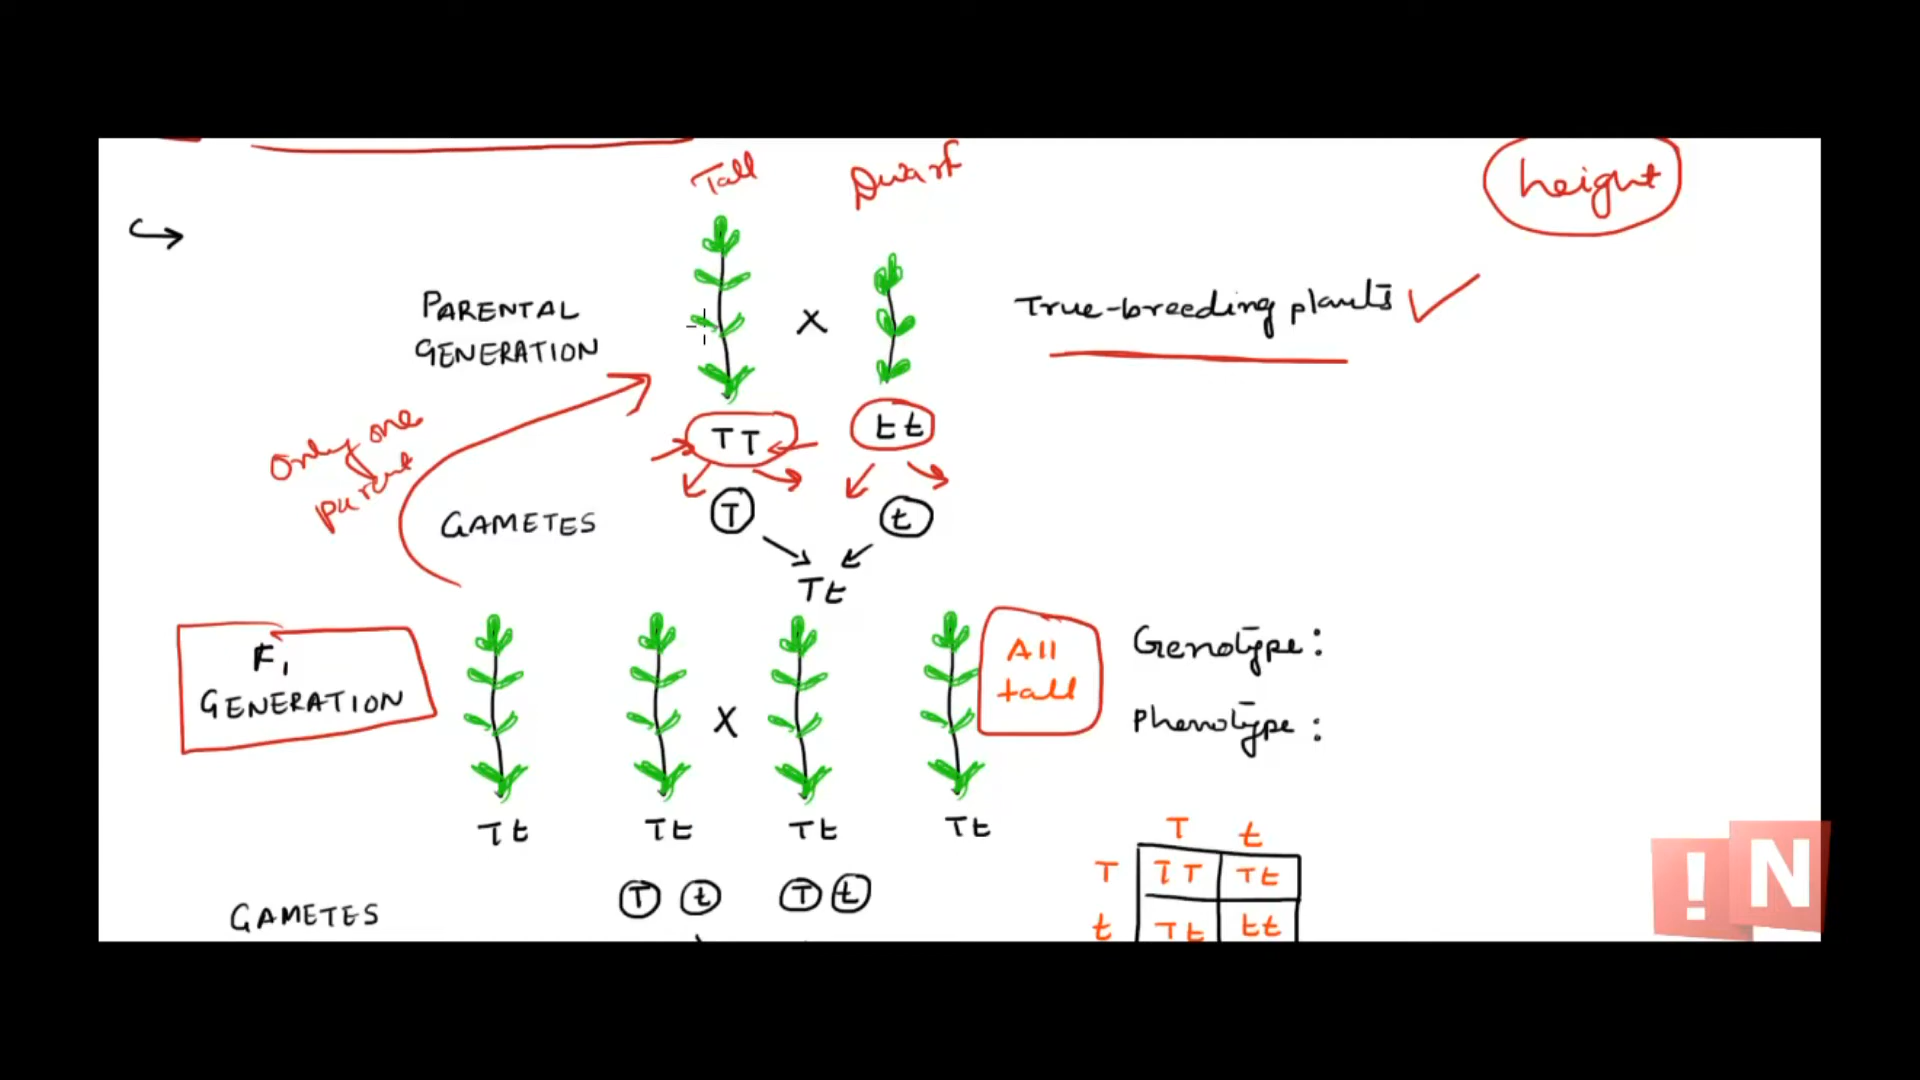 Tall Dwarf
height
PARENTAL
GENERATION
X
True-breeding plants
Only one
parent
TT
tt
GAMETES
T
t
Tt
F1
GENERATION
X
All
tall
Genotype:
Phenotype:
Tt Tt Tt Tt
GAMETES
T t T t
T t
T TT Tt
t Tt tt
!N